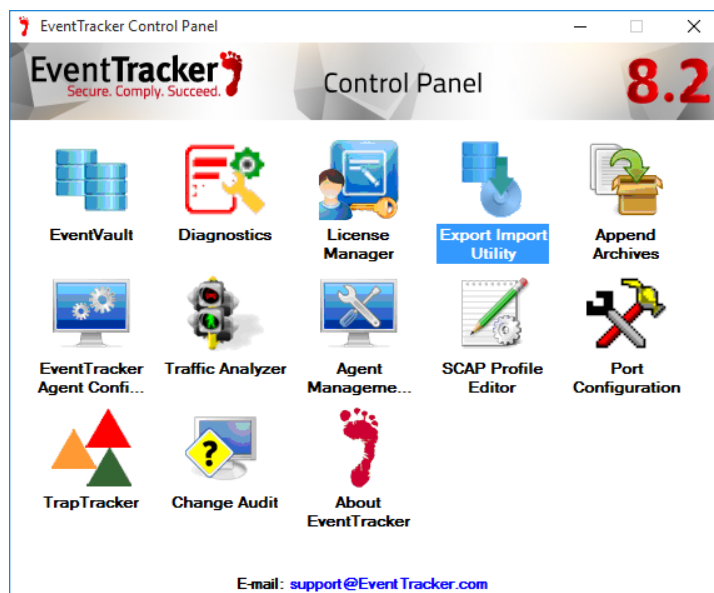 EventTracker Control Panel
EventTracker
Secure. Comply. Succeed.
Control Panel
8.2
EventVault
Diagnostics
License
Manager
Export Import
Utility
Append
Archives
EventTracker
Agent Confi...
Traffic Analyzer
Agent
Manageme...
SCAP Profile
Editor
Port
Configuration
TrapTracker
Change Audit
?
About
EventTracker
E-mail: support@EventTracker.com